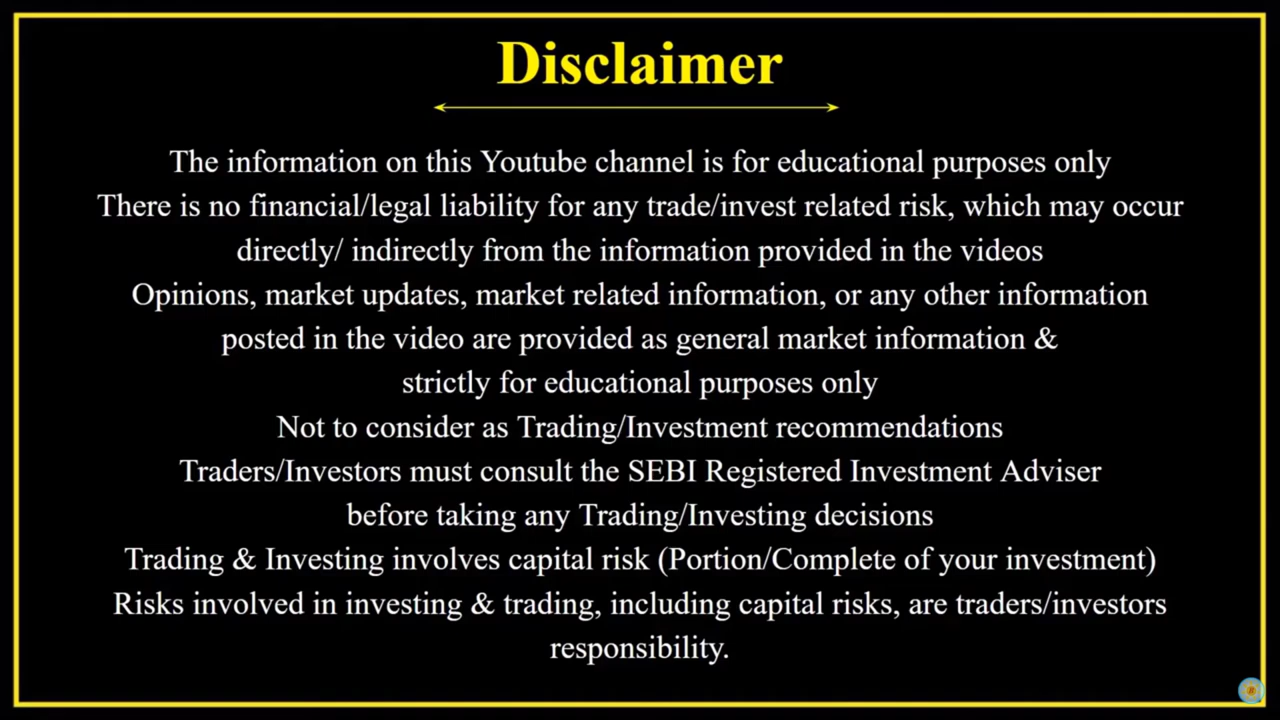 Disclaimer
The information on this Youtube channel is for educational purposes only
There is no financial/legal liability for any trade/invest related risk, which may occur
directly/ indirectly from the information provided in the videos
Opinions, market updates, market related information, or any other information
posted in the video are provided as general market information &
strictly for educational purposes only
Not to consider as Trading/Investment recommendations
Traders/Investors must consult the SEBI Registered Investment Adviser
before taking any Trading/Investing decisions
Trading & Investing involves capital risk (Portion/Complete of your investment)
Risks involved in investing & trading, including capital risks, are traders/investors
responsibility.